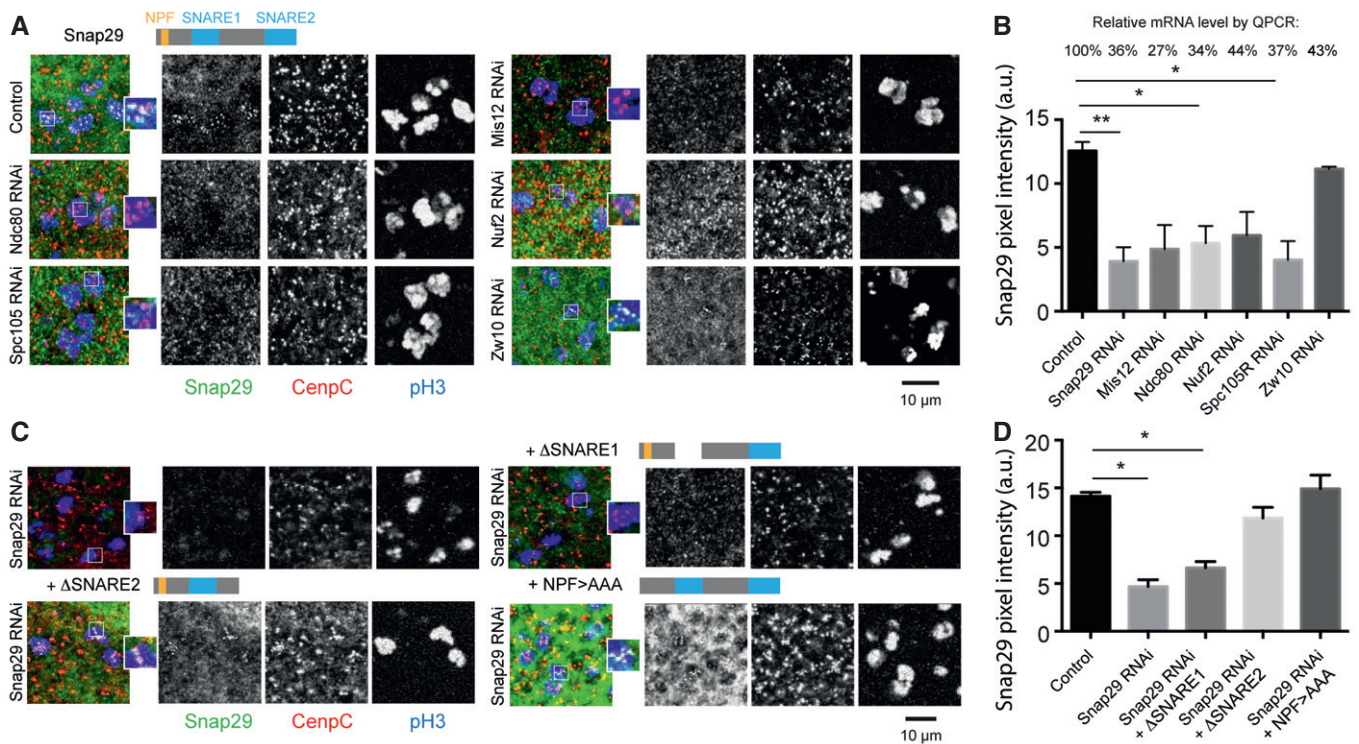 A
Snap29
NPF SNARE1 SNARE2
Control
Ndc80 RNAi
Spc105 RNAi
Mis12 RNAi
Nuf2 RNAi
Zw10 RNAi
Snap29 CenpC pH3
10 µm
B
Relative mRNA level by QPCR:
100% 36% 27% 34% 44% 37% 43%
*
*
**
Snap29 pixel intensity (a.u.)
15
10
5
0
Control
Snap29 RNAi
Mis12 RNAi
Ndc80 RNAi
Nuf2 RNAi
Spc105R RNAi
Zw10 RNAi
C
Snap29 RNAi
+ ΔSNARE1
Snap29 RNAi
+ ΔSNARE2
Snap29 RNAi
+ NPF>AAA
Snap29 RNAi
Snap29 CenpC pH3
10 µm
D
*
*
Snap29 pixel intensity (a.u.)
20
15
10
5
0
Control
Snap29 RNAi
Snap29 RNAi
+ ΔSNARE1
Snap29 RNAi
+ ΔSNARE2
Snap29 RNAi
+ NPF>AAA